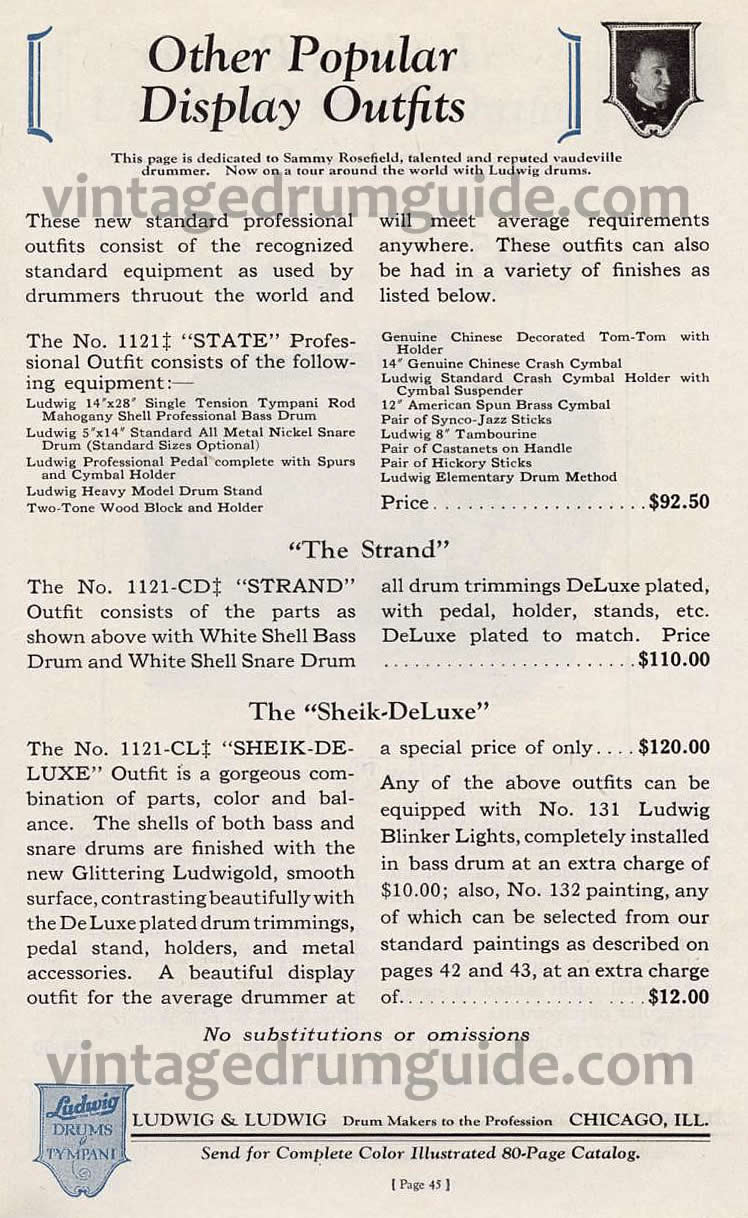 Other Popular
Display Outfits
This page is dedicated to Sammy Rosefield, talented and reputed vaudeville
drummer. Now on a tour around the world with Ludwig drums.
vintagedrumguide.com
These new standard professional
outfits consist of the recognized
standard equipment as used by
drummers thruout the world and
will meet average requirements
anywhere. These outfits can also
be had in a variety of finishes as
listed below.
The No. 1121‡ “STATE” Profes-
sional Outfit consists of the follow-
ing equipment:—
Ludwig 14"x28" Single Tension Tympani Rod
Mahogany Shell Professional Bass Drum
Ludwig 5"x14" Standard All Metal Nickel Snare
Drum (Standard Sizes Optional)
Ludwig Professional Pedal complete with Spurs
and Cymbal Holder
Ludwig Heavy Model Drum Stand
Two-Tone Wood Block and Holder
Genuine Chinese Decorated Tom-Tom with
Holder
14" Genuine Chinese Crash Cymbal
Ludwig Standard Crash Cymbal Holder with
Cymbal Suspender
12" American Spun Brass Cymbal
Pair of Synco-Jazz Sticks
Ludwig 8" Tambourine
Pair of Castanets on Handle
Pair of Hickory Sticks
Ludwig Elementary Drum Method
Price.....................$92.50
“The Strand”
The No. 1121-CD‡ “STRAND”
Outfit consists of the parts as
shown above with White Shell Bass
Drum and White Shell Snare Drum
all drum trimmings DeLuxe plated,
with pedal, holder, stands, etc.
DeLuxe plated to match. Price
........................$110.00
The “Sheik-DeLuxe”
The No. 1121-CL‡ “SHEIK-DE-
LUXE” Outfit is a gorgeous com-
bination of parts, color and bal-
ance. The shells of both bass and
snare drums are finished with the
new Glittering Ludwigold, smooth
surface, contrasting beautifully with
the DeLuxe plated drum trimmings,
pedal stand, holders, and metal
accessories. A beautiful display
outfit for the average drummer at
a special price of only....$120.00
Any of the above outfits can be
equipped with No. 131 Ludwig
Blinker Lights, completely installed
in bass drum at an extra charge of
$10.00; also, No. 132 painting, any
of which can be selected from our
standard paintings as described on
pages 42 and 43, at an extra charge
of......................$12.00
No substitutions or omissions
vintagedrumguide.com
Ludwig
DRUMS
&
TYMPANI
LUDWIG & LUDWIG Drum Makers to the Profession CHICAGO, ILL.
Send for Complete Color Illustrated 80-Page Catalog.
[ Page 45 ]